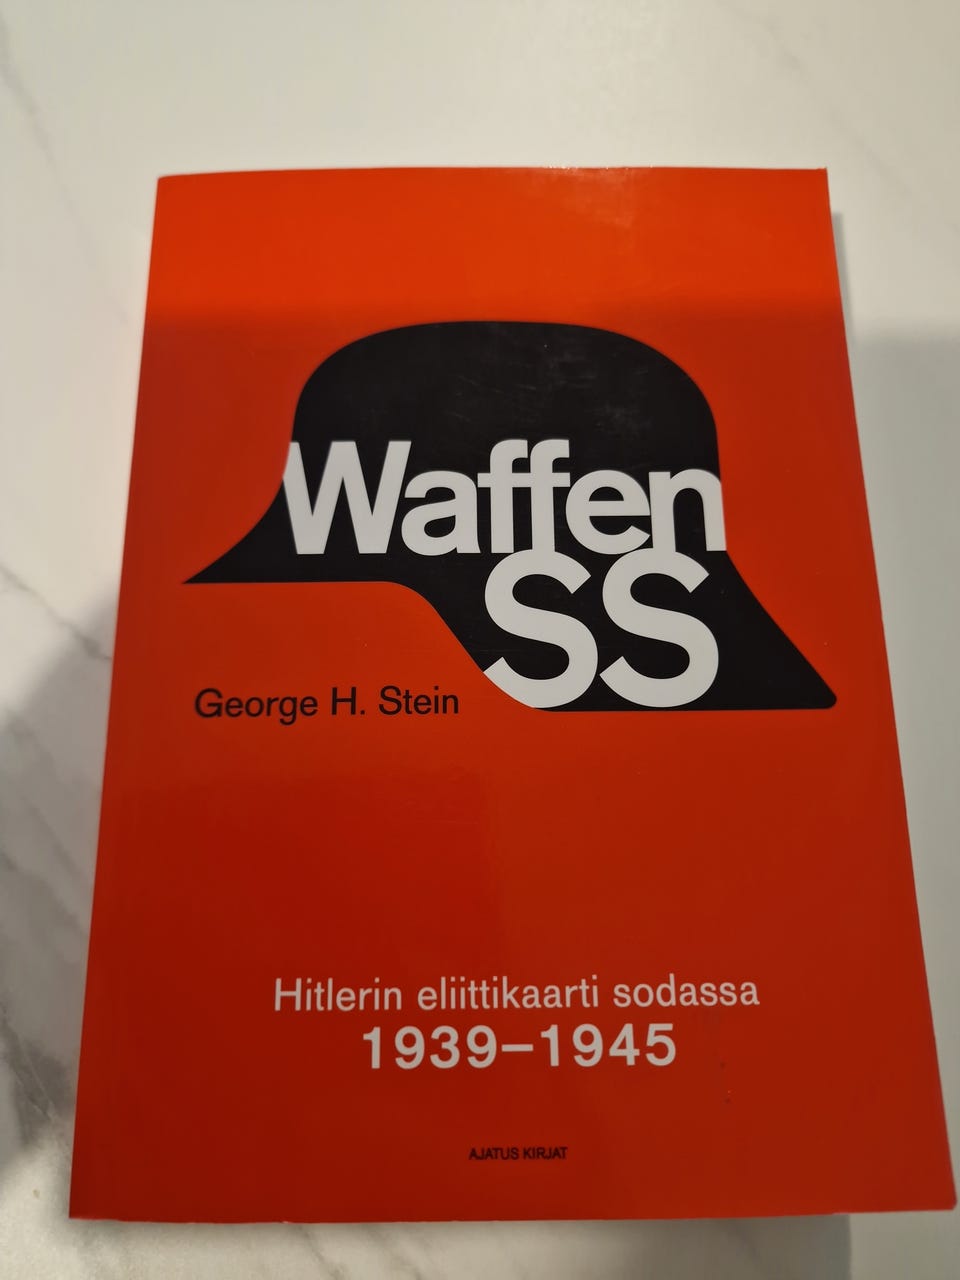 Waffen
SS
George H. Stein
Hitlerin eliittikaarti sodassa
1939–1945
AJATUS KIRJAT